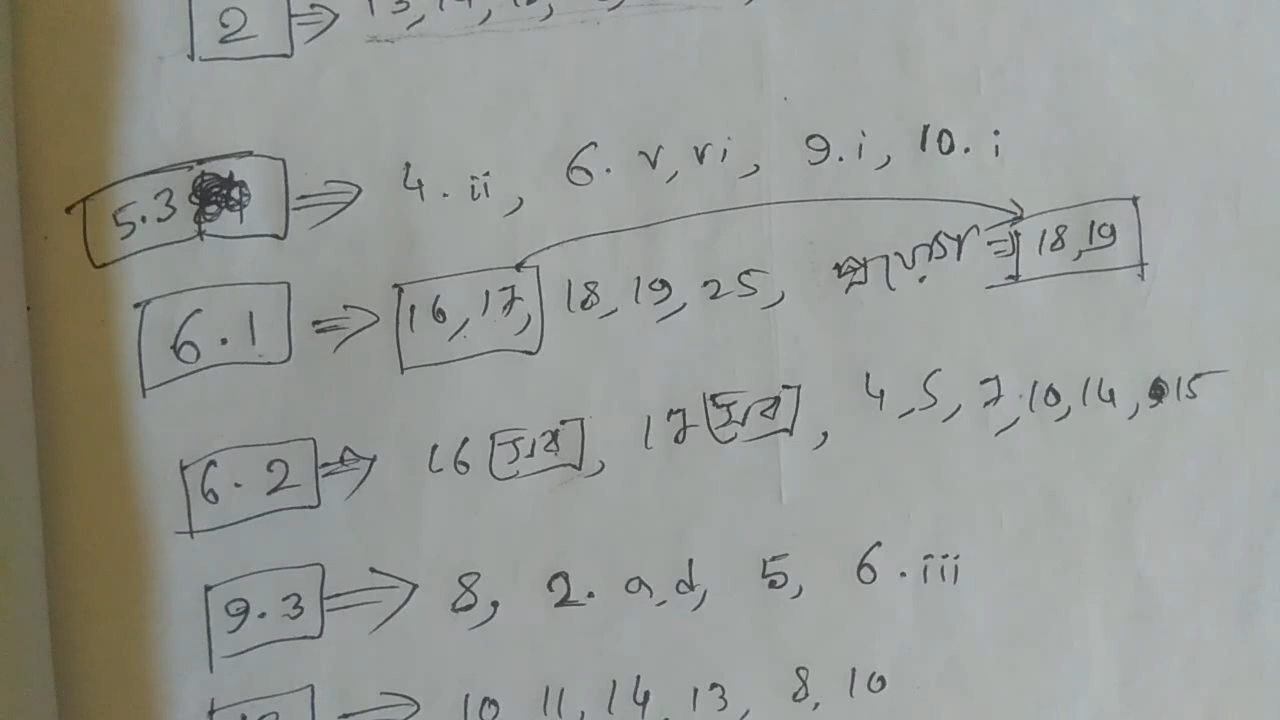 2 ⇒ 13, 14,
5.3 ⇒ 4.ii, 6.v,vi, 9.i, 10.i
6.1 ⇒ 16, 17, 18, 19, 25, ⇒ 18, 19
6.2 ⇒ 16 [], 17 [], 4, 5, 7, 10, 14, 15
9.3 ⇒ 8, 2. a, d, 5, 6.iii
⇒ 10 11, 14, 13, 8, 10